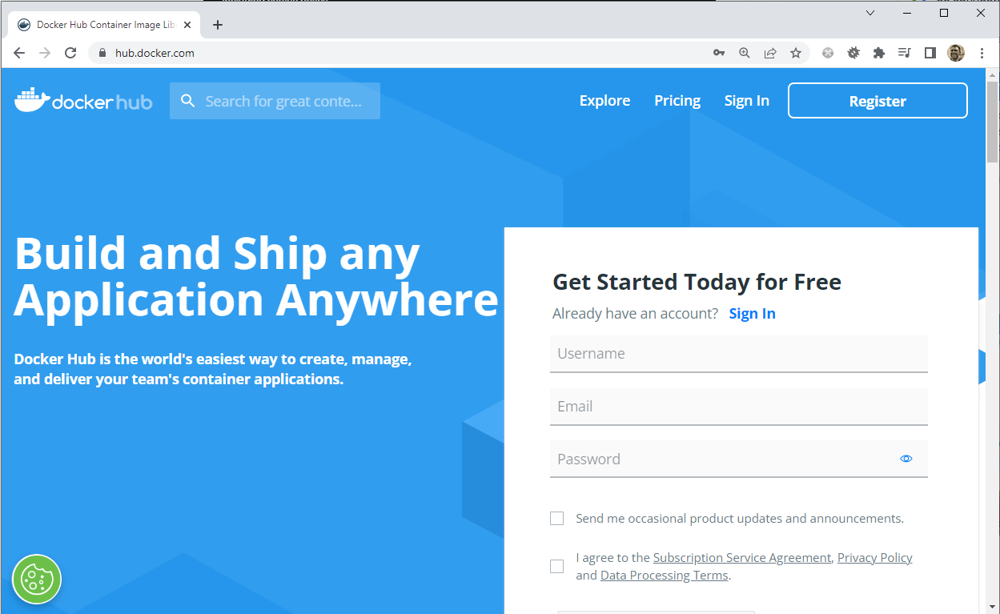 Docker Hub Container Image Lib
hub.docker.com
docker hub
Search for great conte...
Explore
Pricing
Sign In
Register
Build and Ship any
Application Anywhere
Docker Hub is the world's easiest way to create, manage,
and deliver your team's container applications.
Get Started Today for Free
Already have an account? Sign In
Username
Email
Password
Send me occasional product updates and announcements.
I agree to the Subscription Service Agreement, Privacy Policy
and Data Processing Terms.